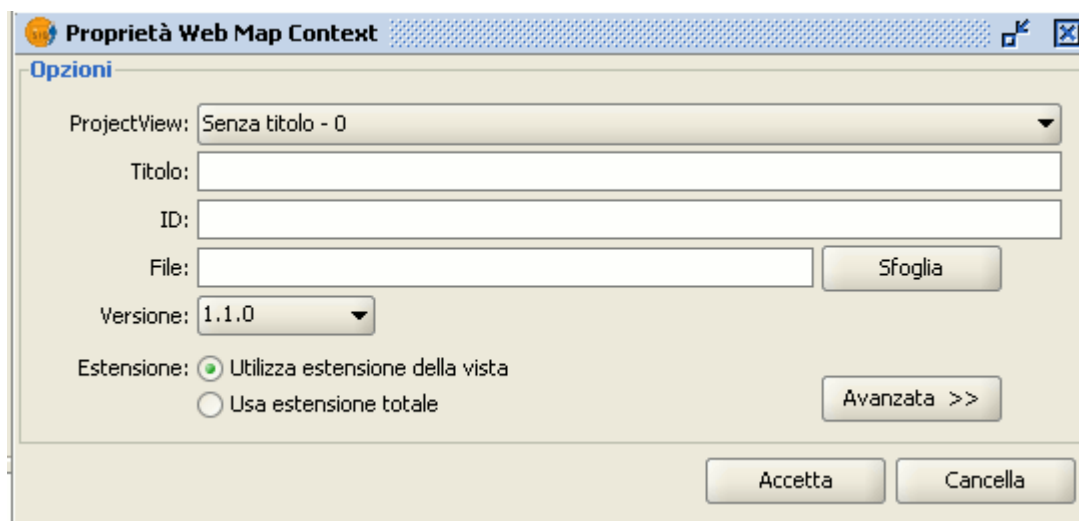 Proprietà Web Map Context
Opzioni
ProjectView: Senza titolo - 0
Titolo:
ID:
File: Sfoglia
Versione: 1.1.0
Estensione: Utilizza estensione della vista
Usa estensione totale
Avanzata >>
Accetta Cancella